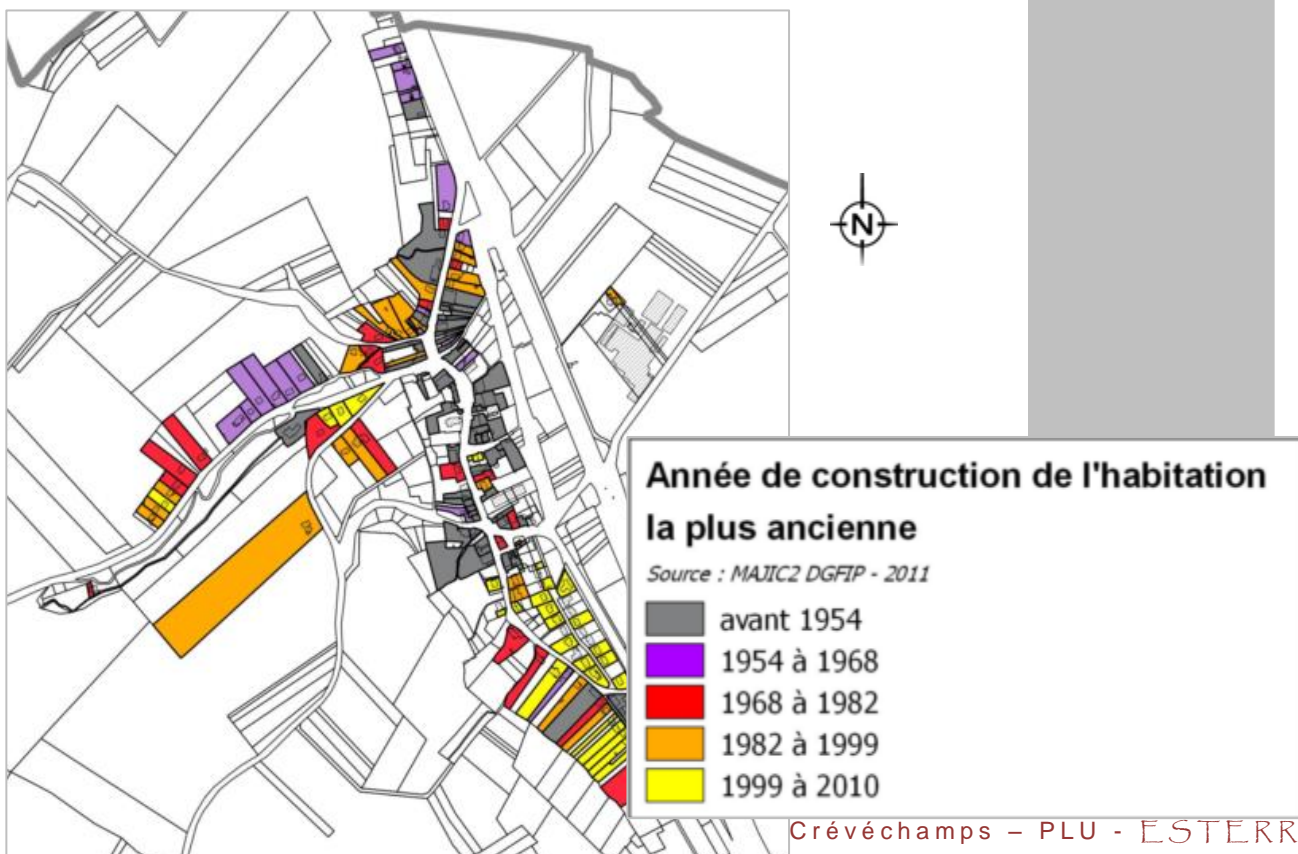 N
Année de construction de l'habitation
la plus ancienne
Source : MAJIC2 DGFIP - 2011
avant 1954
1954 à 1968
1968 à 1982
1982 à 1999
1999 à 2010
Crévéchamps – PLU - ESTERR